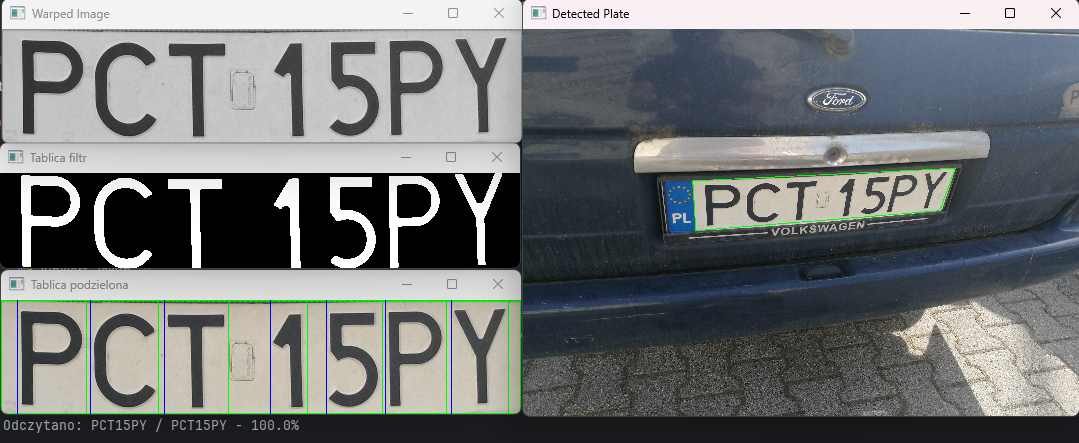 Warped Image
PCT 15PY
Tablica filtr
PCT 15PY
Tablica podzielona
PCT 15PY
Odczytano: PCT15PY / PCT15PY - 100.0%
Detected Plate
Ford
PL PCT 15PY
VOLKSWAGEN